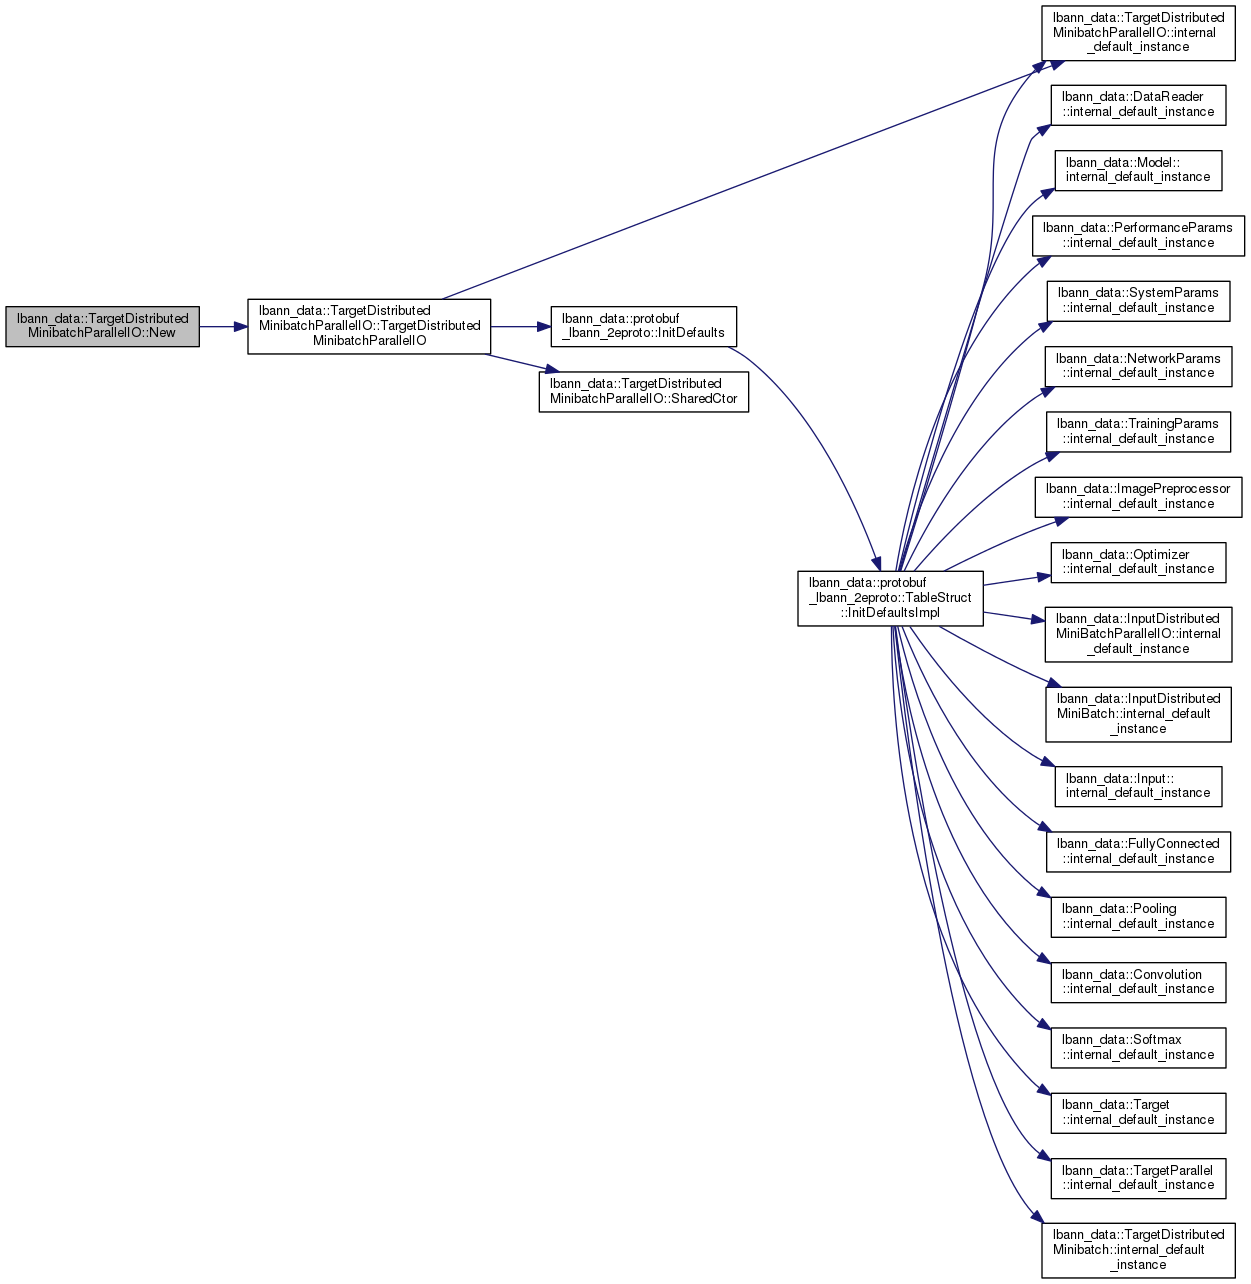 lbann_data::TargetDistributed
MinibatchParallelIO::New
lbann_data::TargetDistributed
MinibatchParallelIO::TargetDistributed
MinibatchParallelIO
lbann_data::protobuf
_lbann_2eproto::InitDefaults
lbann_data::TargetDistributed
MinibatchParallelIO::SharedCtor
lbann_data::protobuf
_lbann_2eproto::TableStruct
::InitDefaultsImpl
lbann_data::TargetDistributed
MinibatchParallelIO::internal
_default_instance
lbann_data::DataReader
::internal_default_instance
lbann_data::Model::
internal_default_instance
lbann_data::PerformanceParams
::internal_default_instance
lbann_data::SystemParams
::internal_default_instance
lbann_data::NetworkParams
::internal_default_instance
lbann_data::TrainingParams
::internal_default_instance
lbann_data::ImagePreprocessor
::internal_default_instance
lbann_data::Optimizer
::internal_default_instance
lbann_data::InputDistributed
MiniBatchParallelIO::internal
_default_instance
lbann_data::InputDistributed
MiniBatch::internal_default
_instance
lbann_data::Input::
internal_default_instance
lbann_data::FullyConnected
::internal_default_instance
lbann_data::Pooling
::internal_default_instance
lbann_data::Convolution
::internal_default_instance
lbann_data::Softmax
::internal_default_instance
lbann_data::Target
::internal_default_instance
lbann_data::TargetParallel
::internal_default_instance
lbann_data::TargetDistributed
Minibatch::internal_default
_instance